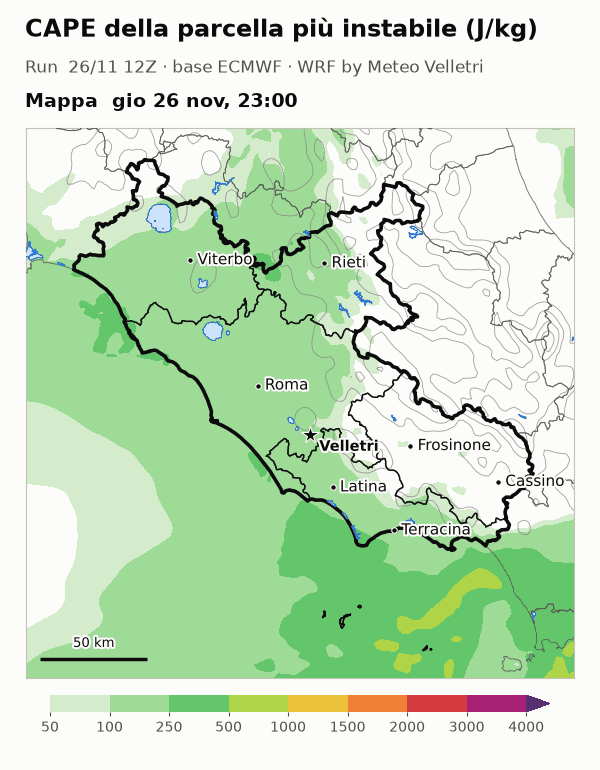 CAPE della parcella più instabile (J/kg)
Run  26/11 12Z · base ECMWF · WRF by Meteo Velletri
Mappa  gio 26 nov, 23:00
Viterbo
Rieti
Roma
Velletri
Frosinone
Cassino
Latina
Terracina
50 km
50 100 250 500 1000 1500 2000 3000 4000